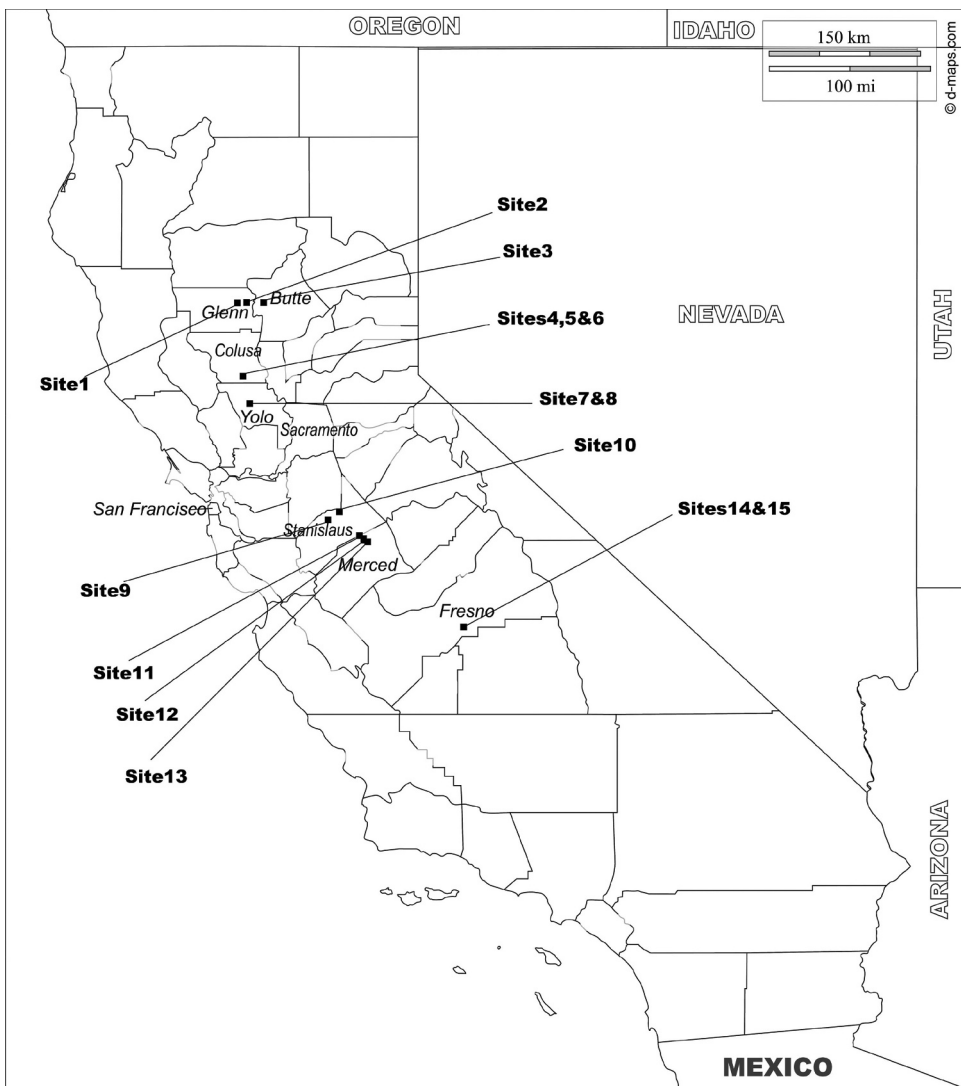 OREGON
IDAHO
150 km
100 mi
© d-maps.com
Site2
Site3
Butte
Glenn
NEVADA
UTAH
Sites4,5&6
Colusa
Site1
Site7&8
Yolo
Sacramento
Site10
San Francisco
Sites14&15
Stanislaus
Merced
Site9
Fresno
Site11
Site12
Site13
ARIZONA
MEXICO